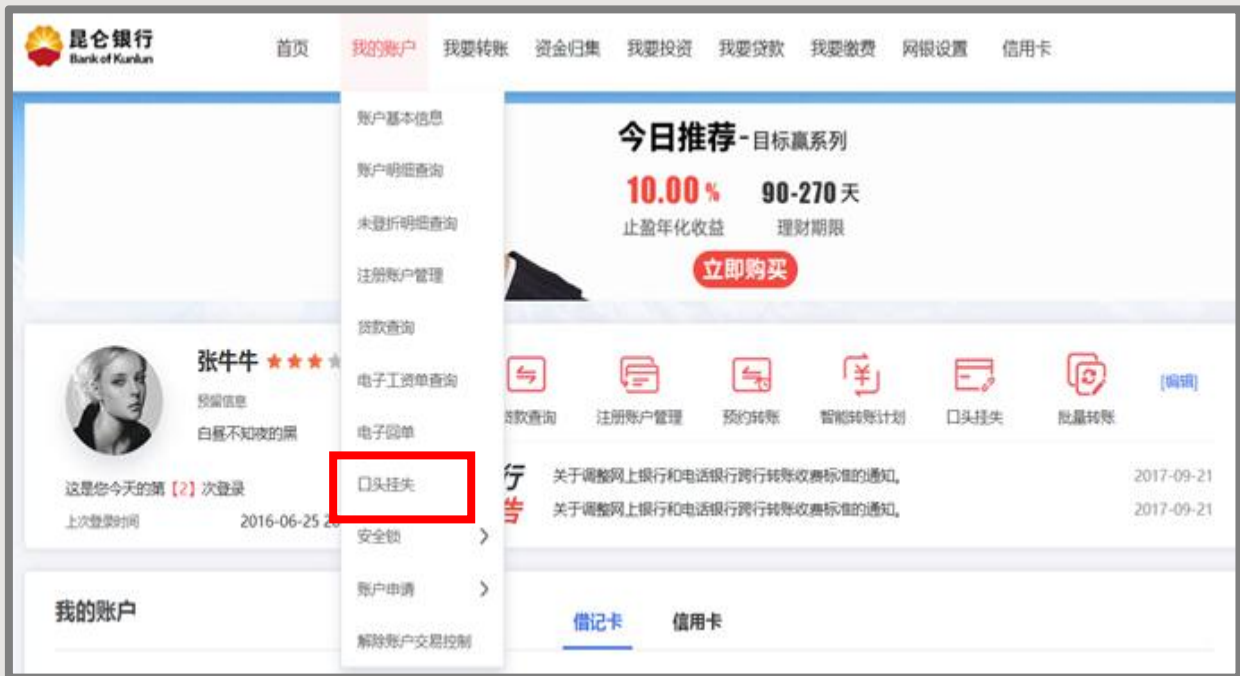 昆仑银行
Bank of Kunlun
首页 我的账户 我要转账 资金归集 我要投资 我要贷款 我要缴费 网银设置 信用卡
账户基本信息
账户明细查询
未登折明细查询
注册账户管理
贷款查询
电子工资单查询
电子回单
口头挂失
安全锁
账户申请
解除账户交易控制
今日推荐-目标赢系列
10.00% 90-270天
止盈年化收益 理财期限
立即购买
张牛牛
预留信息
白昼不知夜的黑
这是您今天的第【2】次登录
上次登录时间 2016-06-25
款查询 注册账户管理 预约转账 智能转账计划 口头挂失 批量转账 [编辑]
行
告
关于调整网上银行和电话银行跨行转账收费标准的通知。 2017-09-21
关于调整网上银行和电话银行跨行转账收费标准的通知。 2017-09-21
我的账户
借记卡 信用卡